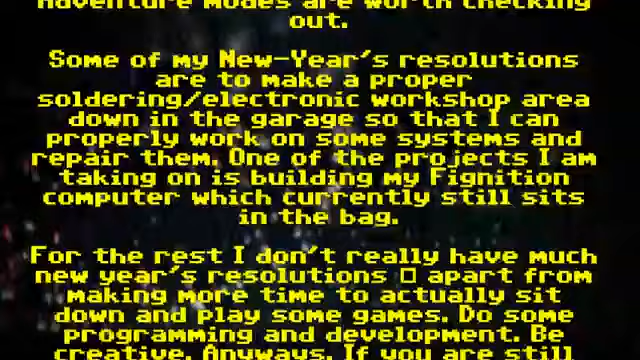 Adventure Modes are worth checking
out.
Some of my New-Year's resolutions
are to make a proper
soldering/electronic workshop area
down in the garage so that I can
properly work on some systems and
repair them. One of the projects I am
taking on is building my Fignition
computer which currently still sits
in the bag.
For the rest I don't really have much
new year's resolutions □ apart from
making more time to actually sit
down and play some games. Do some
programming and development. Be
creative. Anyways. If you are still